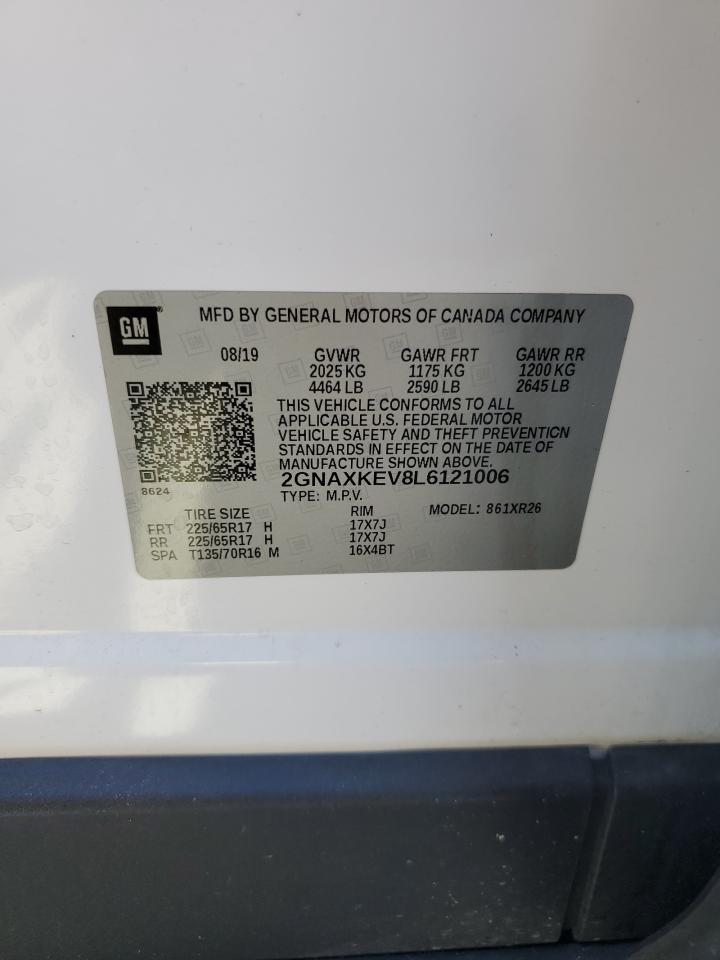 GM ®
MFD BY GENERAL MOTORS OF CANADA COMPANY
08/19 GVWR GAWR FRT GAWR RR
2025 KG 1175 KG 1200 KG
4464 LB 2590 LB 2645 LB
THIS VEHICLE CONFORMS TO ALL
APPLICABLE U.S. FEDERAL MOTOR
VEHICLE SAFETY AND THEFT PREVENTION
STANDARDS IN EFFECT ON THE DATE OF
MANUFACTURE SHOWN ABOVE.
8624
2GNAXKEV8L6121006
TYPE: M.P.V.
TIRE SIZE RIM MODEL: 861XR26
FRT 225/65R17 H 17X7J
RR 225/65R17 H 17X7J
SPA T135/70R16 M 16X4BT